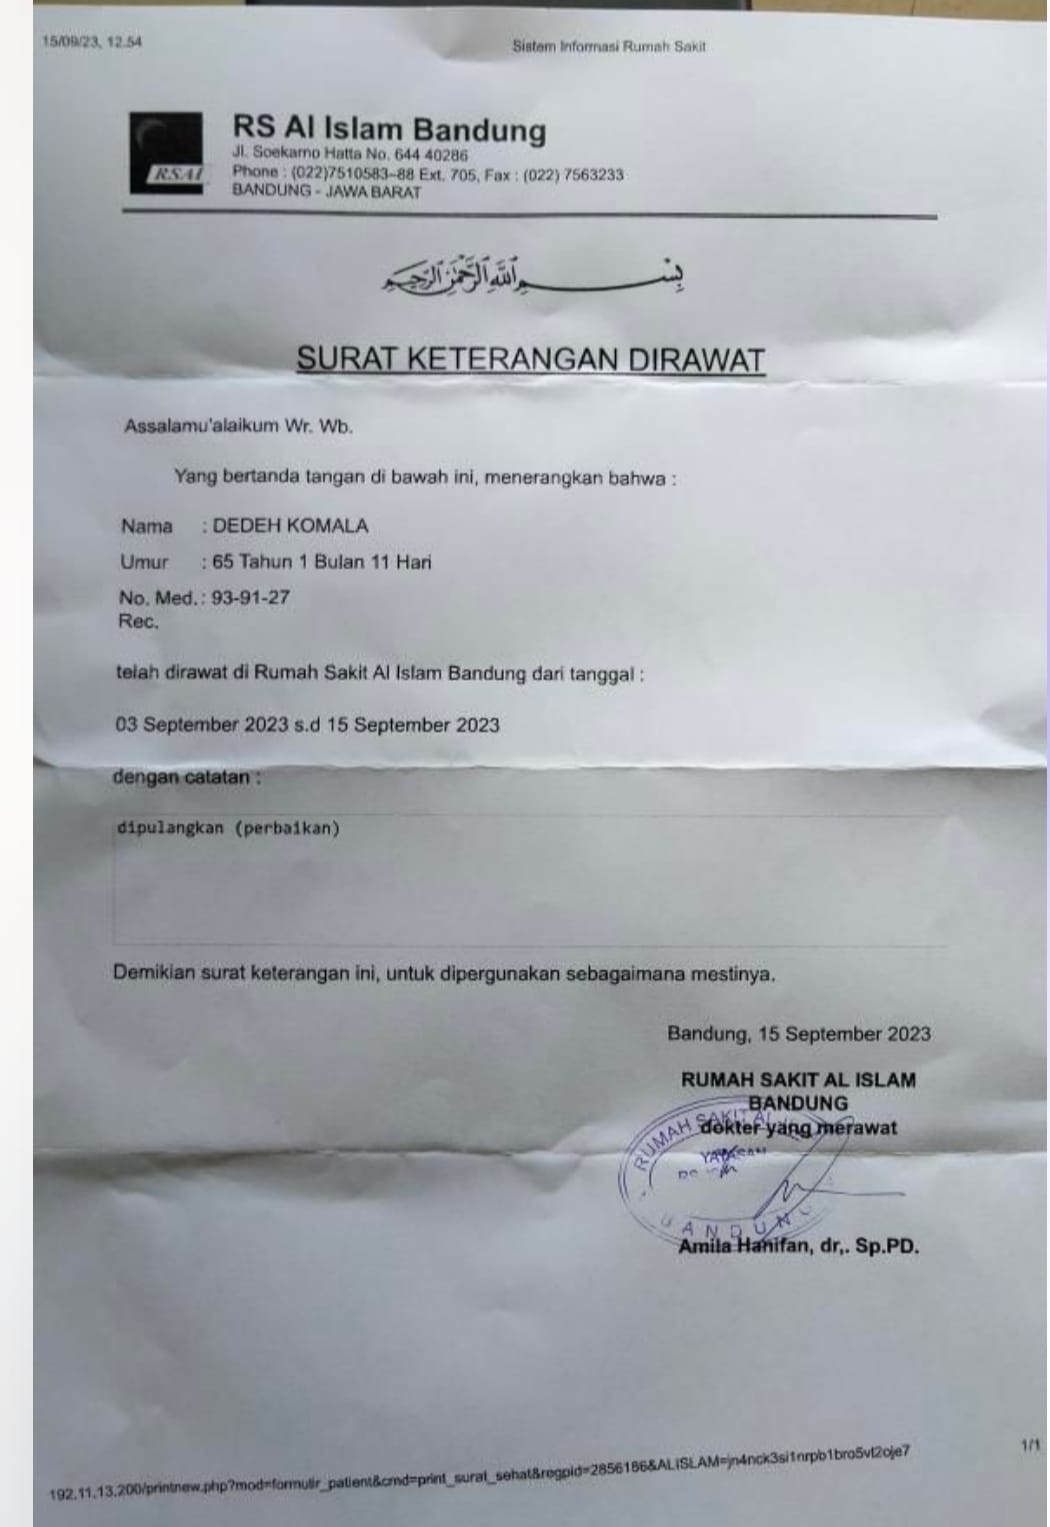 15/09/23, 12.54
Sistem Informasi Rumah Sakit
RSAI
RS Al Islam Bandung
Jl. Soekarno Hatta No. 644 40286
Phone : (022)7510583-88 Ext. 705, Fax : (022) 7563233
BANDUNG - JAWA BARAT
بِسْمِ اللَّهِ الرَّحْمَٰنِ الرَّحِيمِ
SURAT KETERANGAN DIRAWAT
Assalamu'alaikum Wr. Wb.
Yang bertanda tangan di bawah ini, menerangkan bahwa :
Nama : DEDEH KOMALA
Umur : 65 Tahun 1 Bulan 11 Hari
No. Med. : 93-91-27
Rec.
telah dirawat di Rumah Sakit Al Islam Bandung dari tanggal :
03 September 2023 s.d 15 September 2023
dengan catatan :
dipulangkan (perbaikan)
Demikian surat keterangan ini, untuk dipergunakan sebagaimana mestinya.
Bandung, 15 September 2023
RUMAH SAKIT AL ISLAM
BANDUNG
dokter yang merawat
RUMAH SAKIT AL
YAYASAN
BANDUNG
Amila Hanifan, dr,. Sp.PD.
1/1
192.11.13.200/printnew.php?mod=formulir_patient&cmd=print_surat_sehat&regpid=2856186&ALISLAM=jn4nck3si1nrpb1bro5vt2oje7